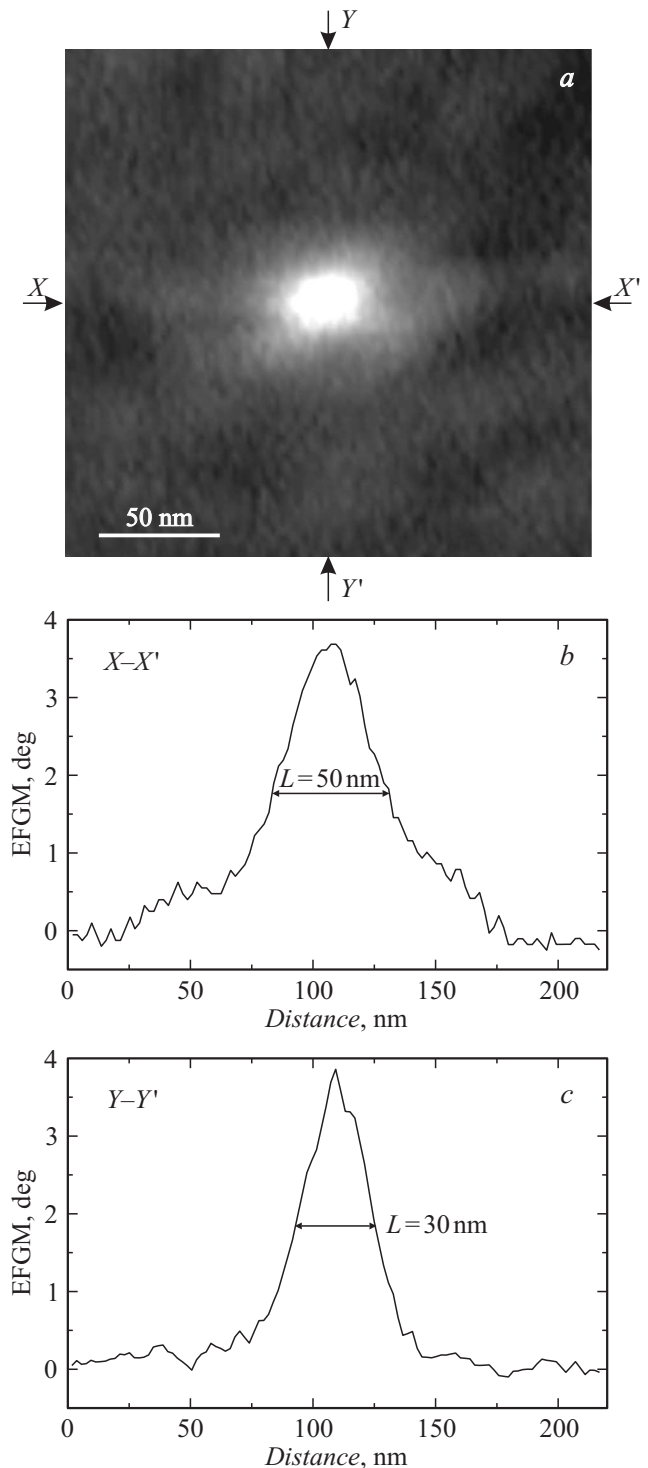 Y
a
X X'
50 nm
Y'
4
X–X' b
3
L = 50 nm
2
EFGM, deg
1
0
0 50 100 150 200
Distance, nm
4
Y–Y' c
3
2
L = 30 nm
EFGM, deg
1
0
0 50 100 150 200
Distance, nm